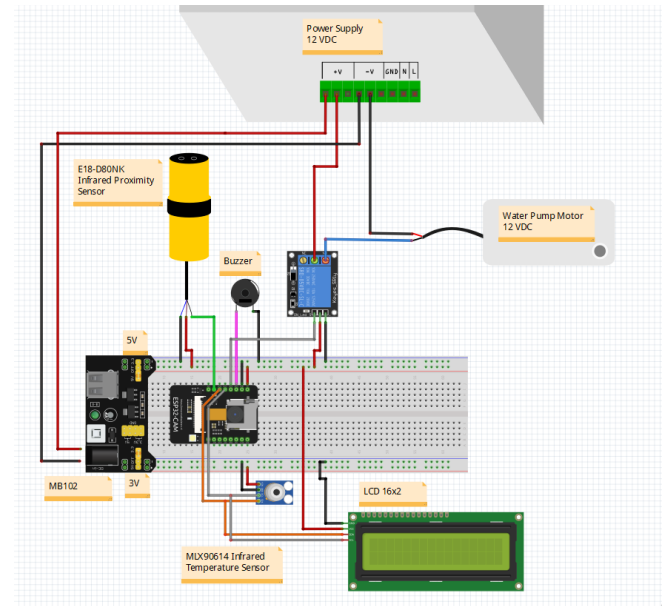 Power Supply
12 VDC
+V
-V
GND
N
L
E18-D80NK
Infrared Proximity
Sensor
Water Pump Motor
12 VDC
Buzzer
5V
ESP32-CAM
MB102
3V
LCD 16x2
MLX90614 Infrared
Temperature Sensor